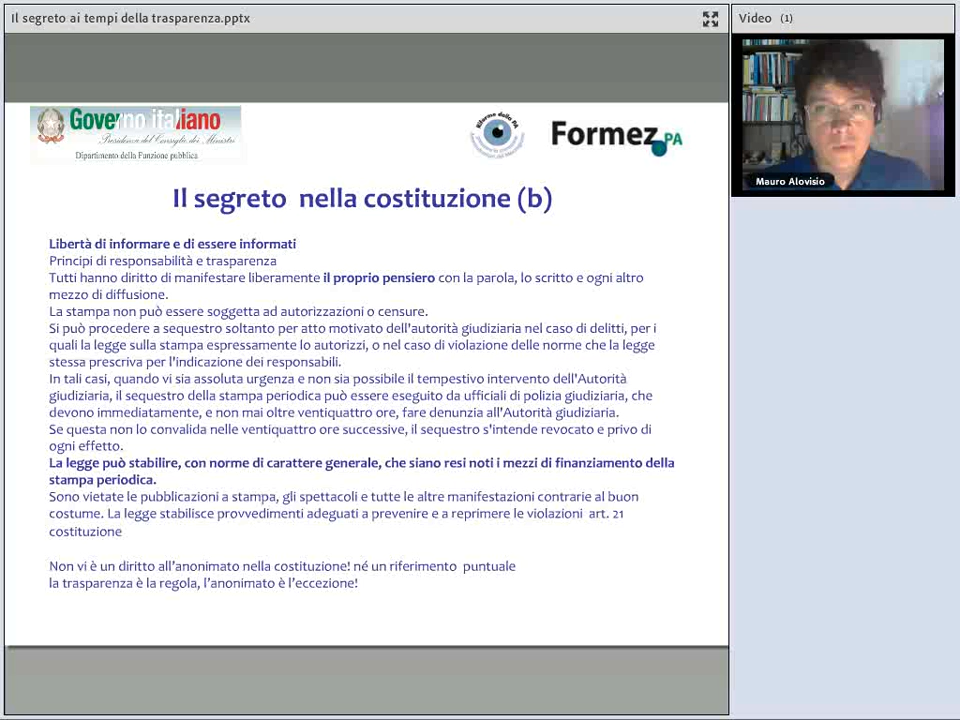 Il segreto ai tempi della trasparenza.pptx
Video (1)
Governo italiano
Presidenza del Consiglio dei Ministri
Dipartimento della Funzione pubblica
Riforme della PA
Formez PA
Mauro Alovisio
Il segreto nella costituzione (b)
Libertà di informare e di essere informati
Principi di responsabilità e trasparenza
Tutti hanno diritto di manifestare liberamente il proprio pensiero con la parola, lo scritto e ogni altro
mezzo di diffusione.
La stampa non può essere soggetta ad autorizzazioni o censure.
Si può procedere a sequestro soltanto per atto motivato dell'autorità giudiziaria nel caso di delitti, per i
quali la legge sulla stampa espressamente lo autorizzi, o nel caso di violazione delle norme che la legge
stessa prescriva per l'indicazione dei responsabili.
In tali casi, quando vi sia assoluta urgenza e non sia possibile il tempestivo intervento dell'Autorità
giudiziaria, il sequestro della stampa periodica può essere eseguito da ufficiali di polizia giudiziaria, che
devono immediatamente, e non mai oltre ventiquattro ore, fare denunzia all'Autorità giudiziaria.
Se questa non lo convalida nelle ventiquattro ore successive, il sequestro s'intende revocato e privo di
ogni effetto.
La legge può stabilire, con norme di carattere generale, che siano resi noti i mezzi di finanziamento della
stampa periodica.
Sono vietate le pubblicazioni a stampa, gli spettacoli e tutte le altre manifestazioni contrarie al buon
costume. La legge stabilisce provvedimenti adeguati a prevenire e a reprimere le violazioni art. 21
costituzione
Non vi è un diritto all’anonimato nella costituzione! né un riferimento puntuale
la trasparenza è la regola, l’anonimato è l’eccezione!